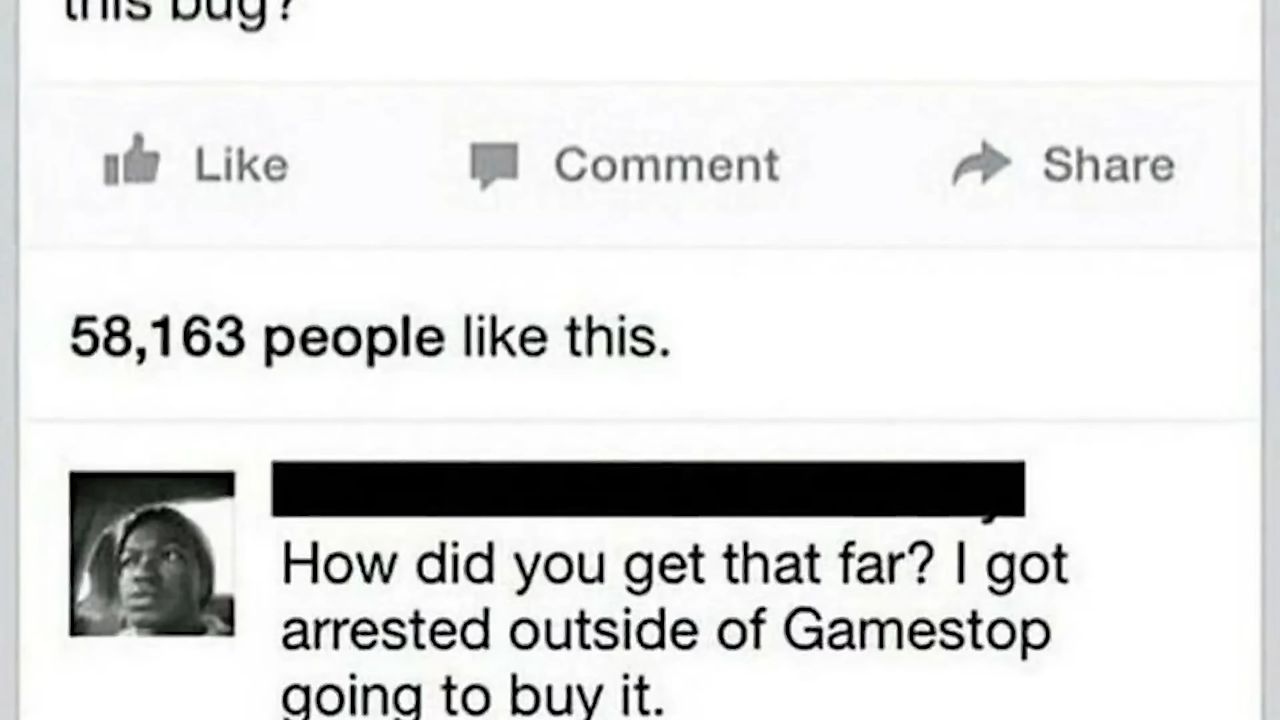 this bug?
Like Comment Share
58,163 people like this.
How did you get that far? I got
arrested outside of Gamestop
going to buy it.